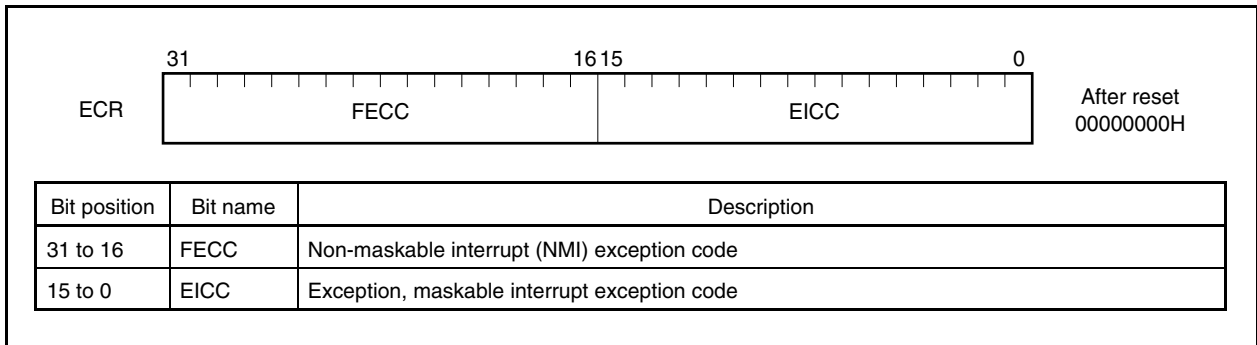 31 16 15 0
ECR FECC EICC After reset
00000000H
Bit position Bit name Description
31 to 16 FECC Non-maskable interrupt (NMI) exception code
15 to 0 EICC Exception, maskable interrupt exception code